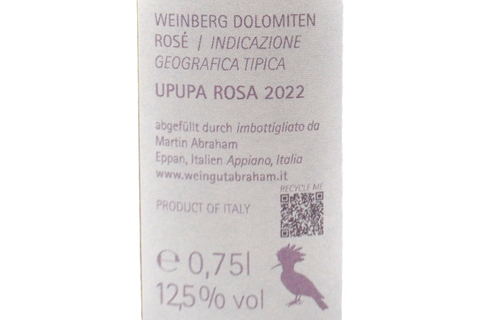 WEINBERG DOLOMITEN
ROSÉ / INDICAZIONE
GEOGRAFICA TIPICA
UPUPA ROSA 2022
abgefüllt durch imbottigliato da
Martin Abraham
Eppan, Italien Appiano, Italia
www.weingutabraham.it
RECYCLE ME
PRODUCT OF ITALY
℮ 0,75l
12,5% vol